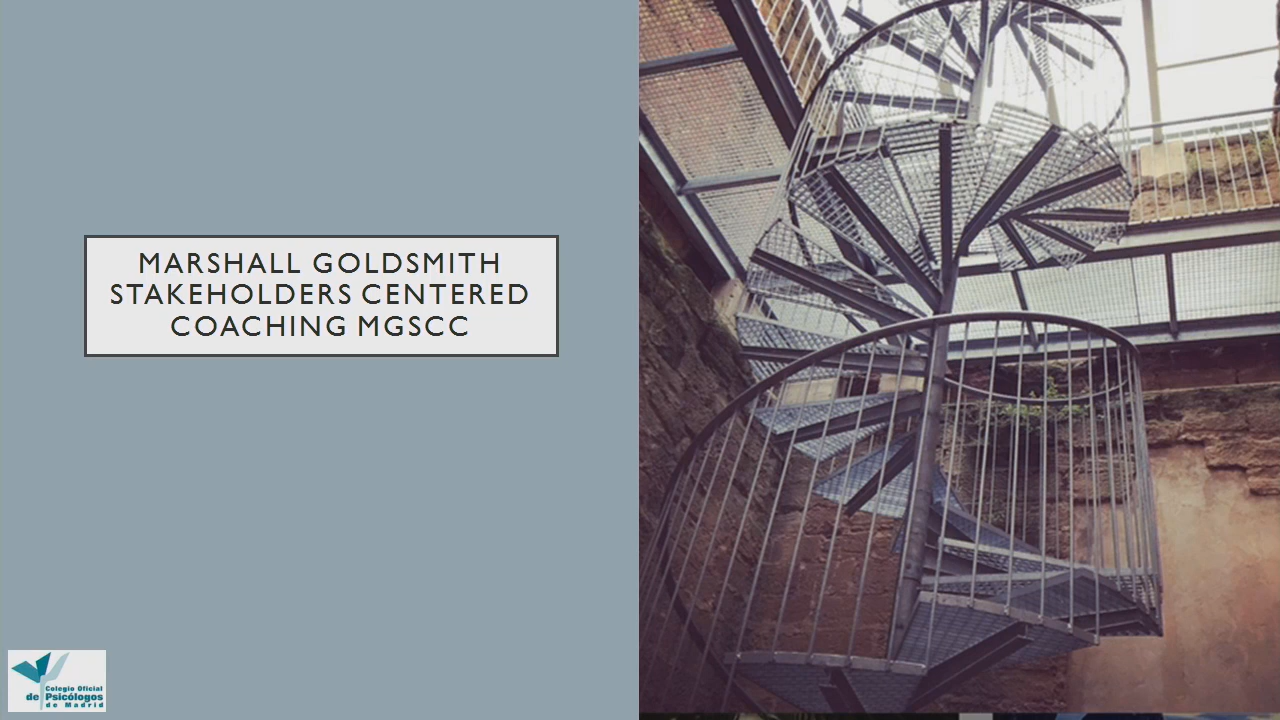 MARSHALL GOLDSMITH
STAKEHOLDERS CENTERED
COACHING MGSCC
Colegio Oficial
de Psicólogos
de Madrid